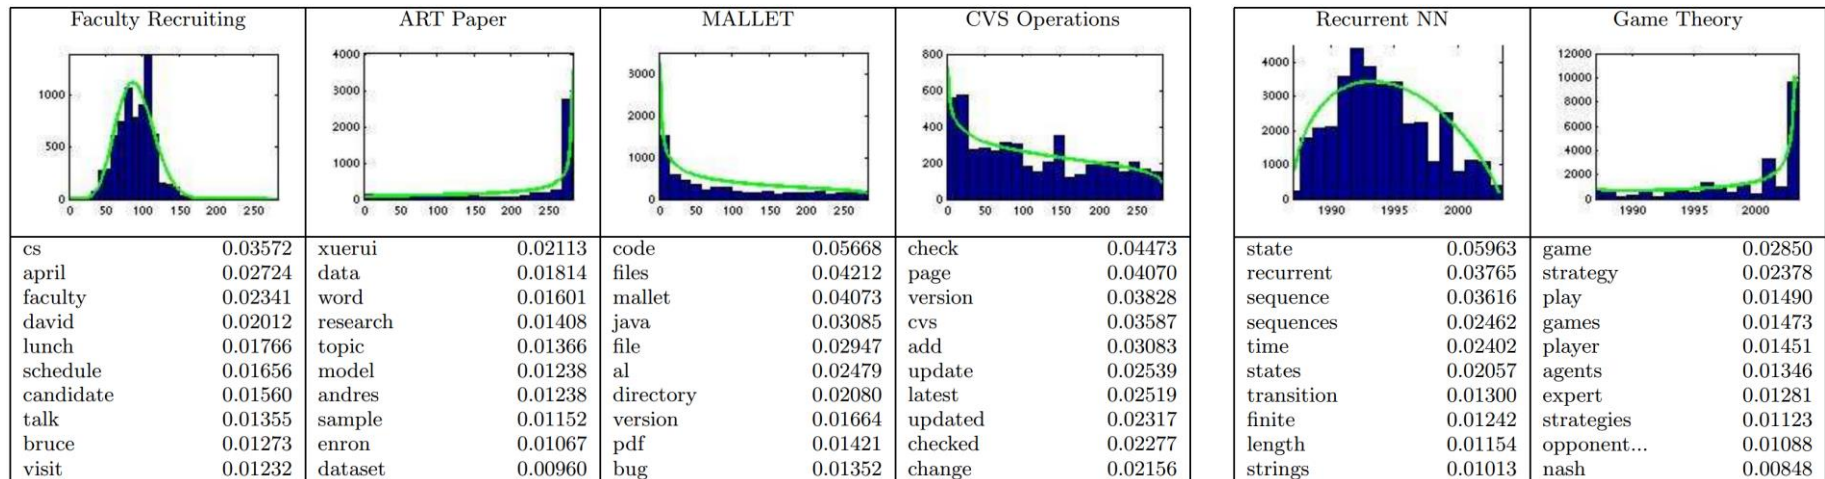 Faculty Recruiting ART Paper MALLET CVS Operations Recurrent NN Game Theory
1000
500
0
0 50 100 150 200 250
4000
3000
2000
1000
0
0 50 100 150 200 250
3000
2000
1000
0
0 50 100 150 200 250
800
600
400
200
0
0 50 100 150 200 250
4000
3000
2000
1000
0
1990 1995 2000
12000
10000
8000
6000
4000
2000
0
1990 1995 2000
cs 0.03572 xuerui 0.02113 code 0.05668 check 0.04473 state 0.05963 game 0.02850
april 0.02724 data 0.01814 files 0.04212 page 0.04070 recurrent 0.03765 strategy 0.02378
faculty 0.02341 word 0.01601 mallet 0.04073 version 0.03828 sequence 0.03616 play 0.01490
david 0.02012 research 0.01408 java 0.03085 cvs 0.03587 sequences 0.02462 games 0.01473
lunch 0.01766 topic 0.01366 file 0.02947 add 0.03083 time 0.02402 player 0.01451
schedule 0.01656 model 0.01238 al 0.02479 update 0.02539 states 0.02057 agents 0.01346
candidate 0.01560 andres 0.01238 directory 0.02080 latest 0.02519 transition 0.01300 expert 0.01281
talk 0.01355 sample 0.01152 version 0.01664 updated 0.02317 finite 0.01242 strategies 0.01123
bruce 0.01273 enron 0.01067 pdf 0.01421 checked 0.02277 length 0.01154 opponent... 0.01088
visit 0.01232 dataset 0.00960 bug 0.01352 change 0.02156 strings 0.01013 nash 0.00848